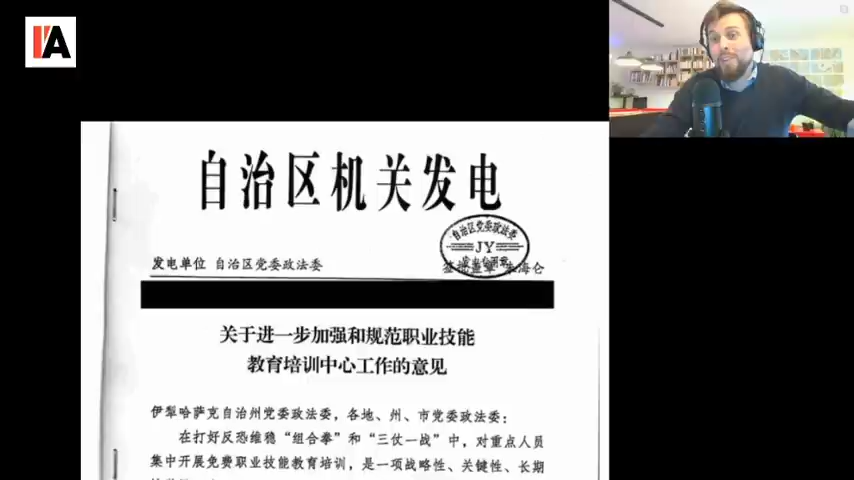 IA
自治区机关发电
自治区党委政法委
JY
发电单位 自治区党委政法委
签批盖章 朱海仑
关于进一步加强和规范职业技能
教育培训中心工作的意见
伊犁哈萨克自治州党委政法委，各地、州、市党委政法委：
在打好反恐维稳“组合拳”和“三仗一战”中，对重点人员
集中开展免费职业技能教育培训，是一项战略性、关键性、长期